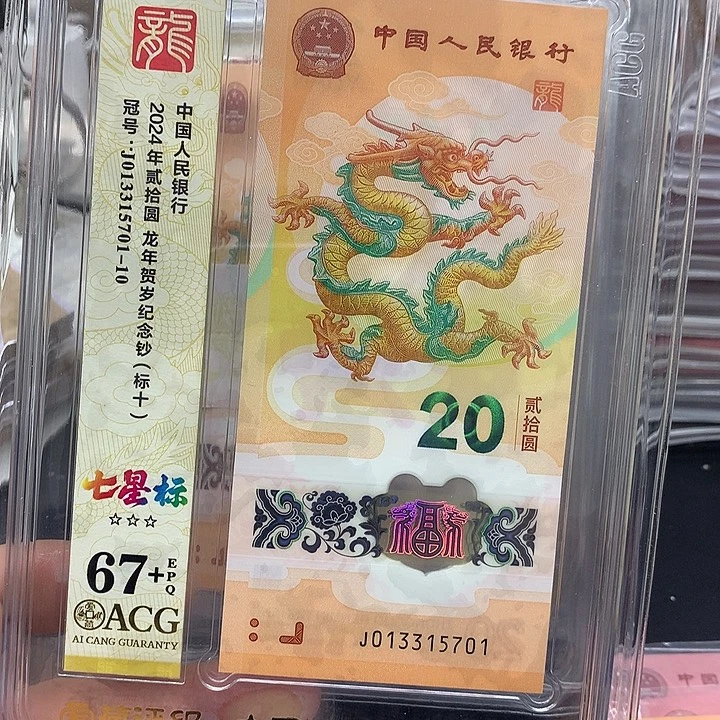 龍
中国人民银行
2024年贰拾圆 龙年贺岁纪念钞(标十)
冠号:J013315701-10
七星标
67+
EPQ
ACG
AI CANG GUARANTY
中国人民银行
龍
20
贰拾圆
福
J013315701
ACG